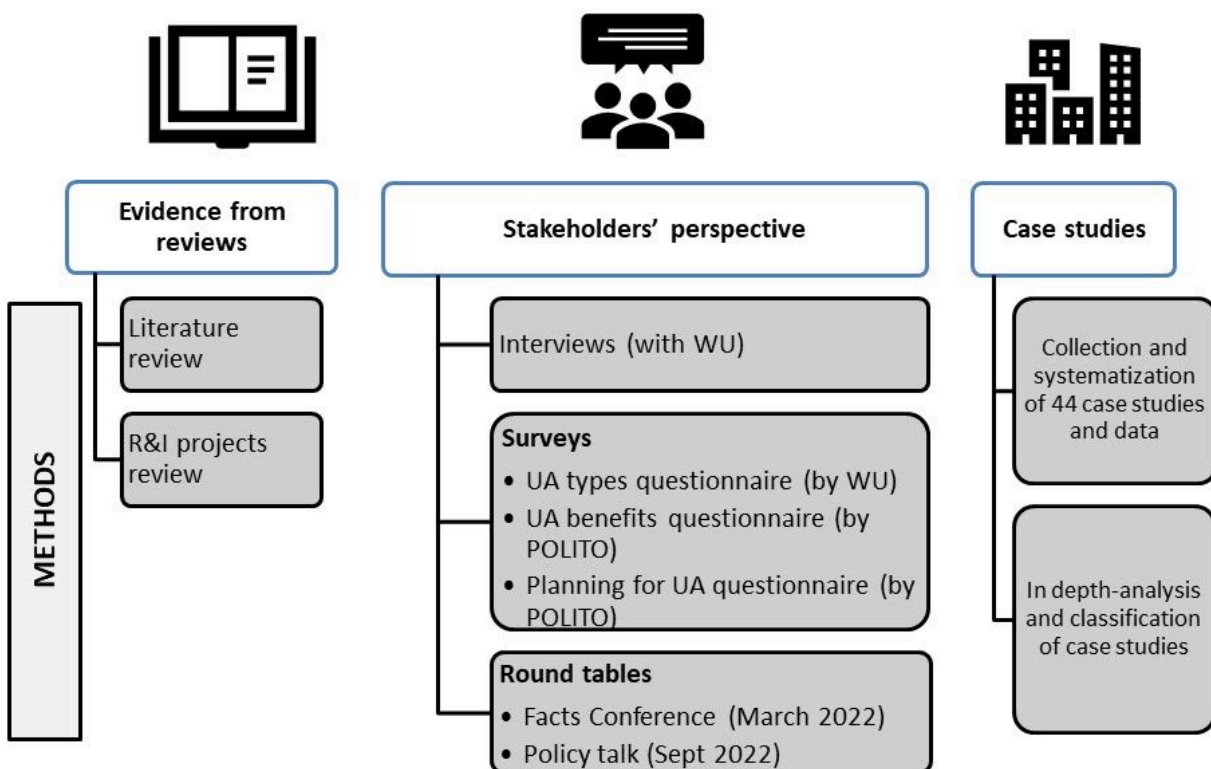 Evidence from
reviews
Stakeholders’ perspective
Case studies
METHODS
Literature
review
R&I projects
review
Interviews (with WU)
Surveys
• UA types questionnaire (by WU)
• UA benefits questionnaire (by
POLITO)
• Planning for UA questionnaire (by
POLITO)
Round tables
• Facts Conference (March 2022)
• Policy talk (Sept 2022)
Collection and
systematization
of 44 case studies
and data
In depth-analysis
and classification
of case studies